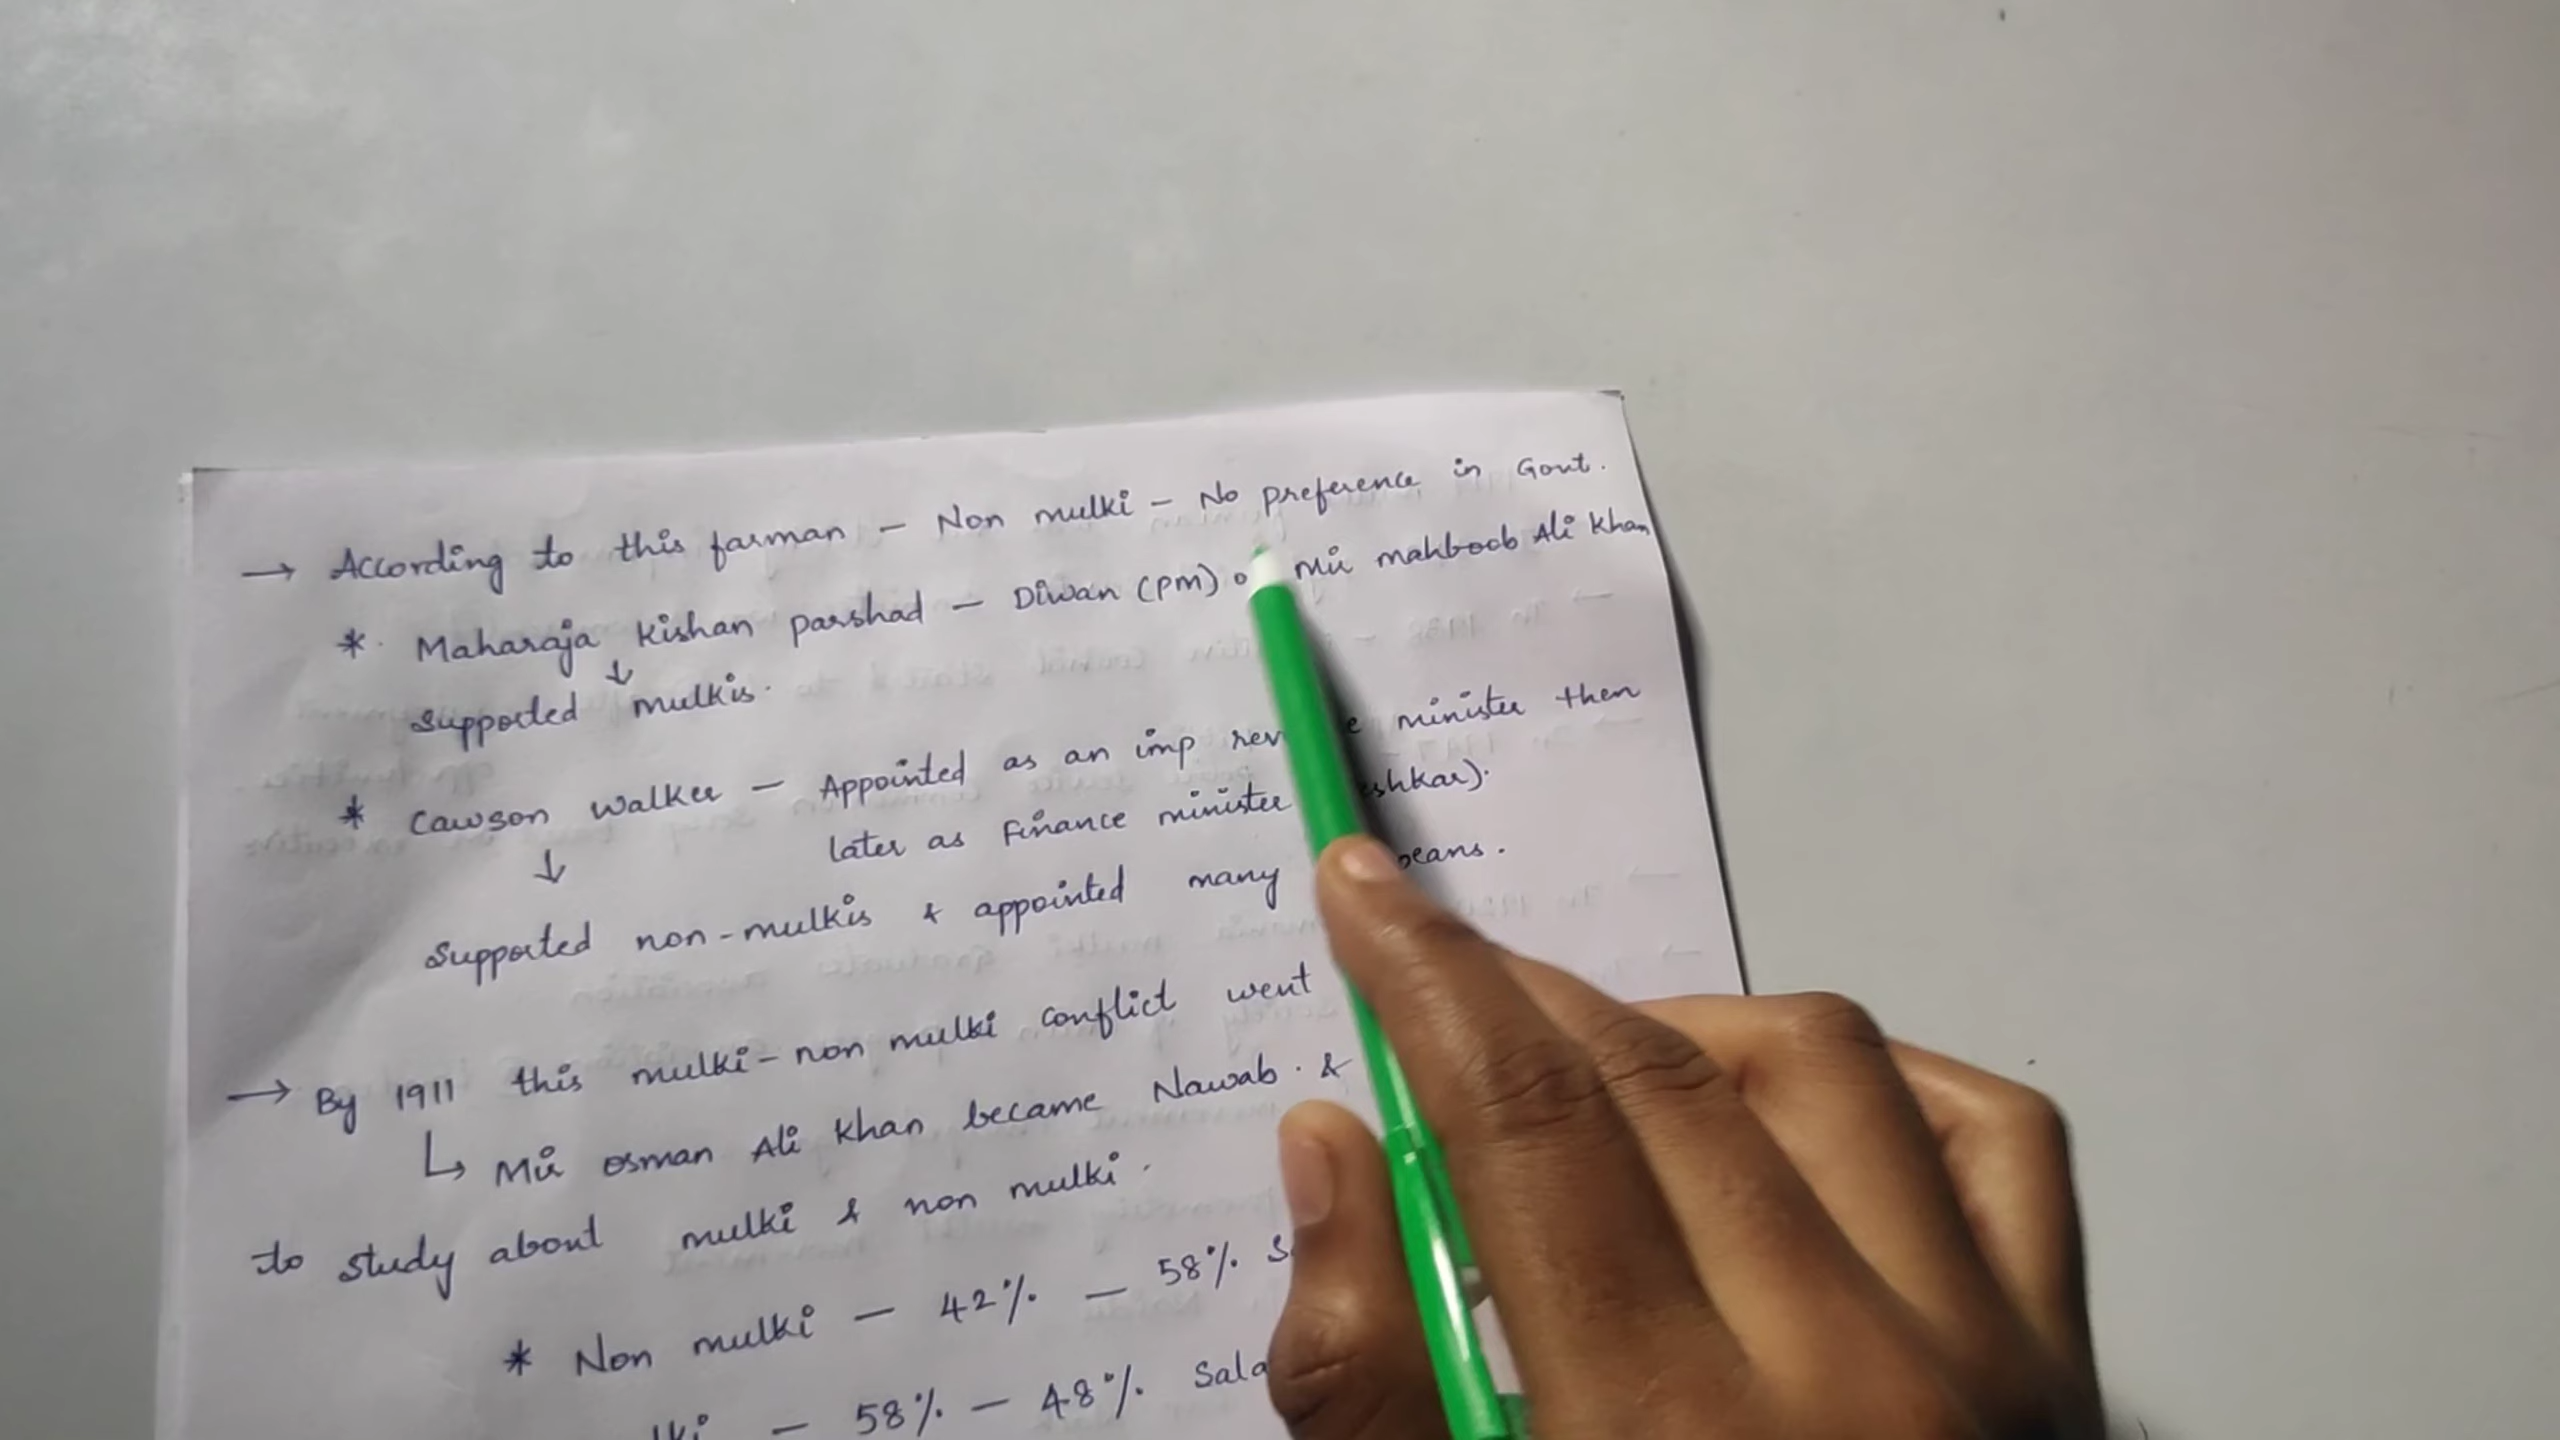 → According to this farman - Non mulki - No preference in Govt.
* Maharaja Kishan parshad - Diwan (PM) Mir mahboob Ali Khan
↓
supported mulkis.
* Cawson Walker - Appointed as an imp minister then
↓ later as Finance minister
supported non-mulkis & appointed many
→ By 1911 this mulki - non mulki conflict went
↳ Mir Osman Ali Khan became Nawab. &
to study about mulki & non mulki.
* Non mulki - 42% - 58%
- 58% - 48%